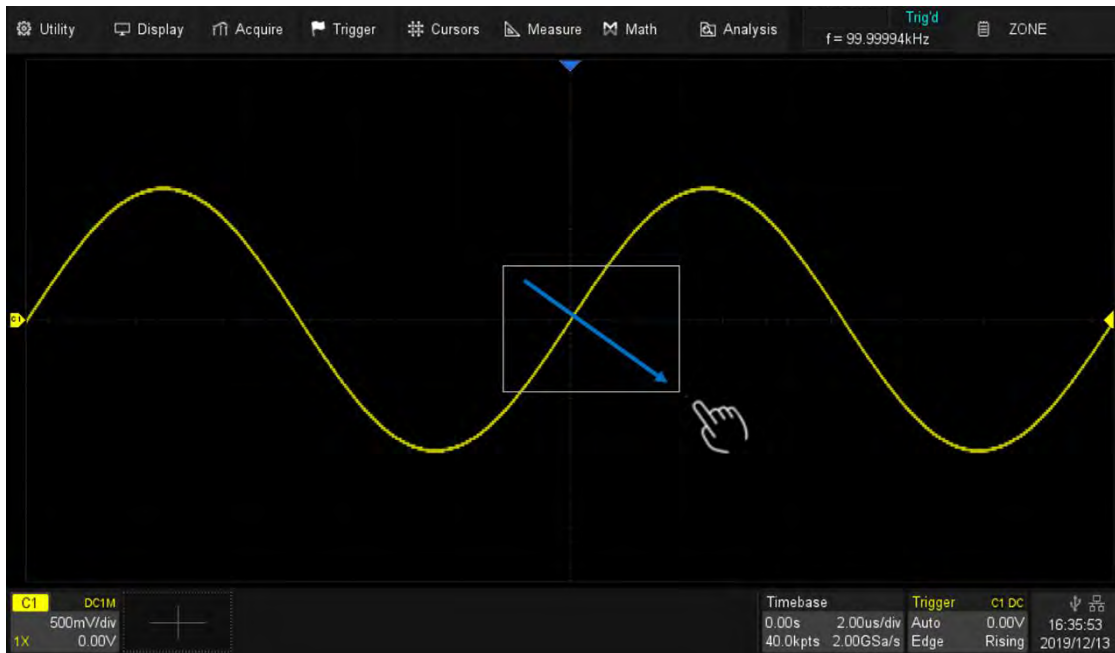 Utility Display Acquire Trigger Cursors Measure Math Analysis
Trig'd
f = 99.99994kHz
ZONE
C1
C1 DC1M
500mV/div
1X 0.00V
Timebase
0.00s 2.00us/div
40.0kpts 2.00GSa/s
Trigger C1 DC
Auto 0.00V
Edge Rising
16:35:53
2019/12/13